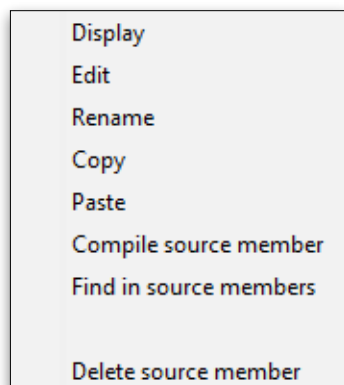 Display
Edit
Rename
Copy
Paste
Compile source member
Find in source members
Delete source member